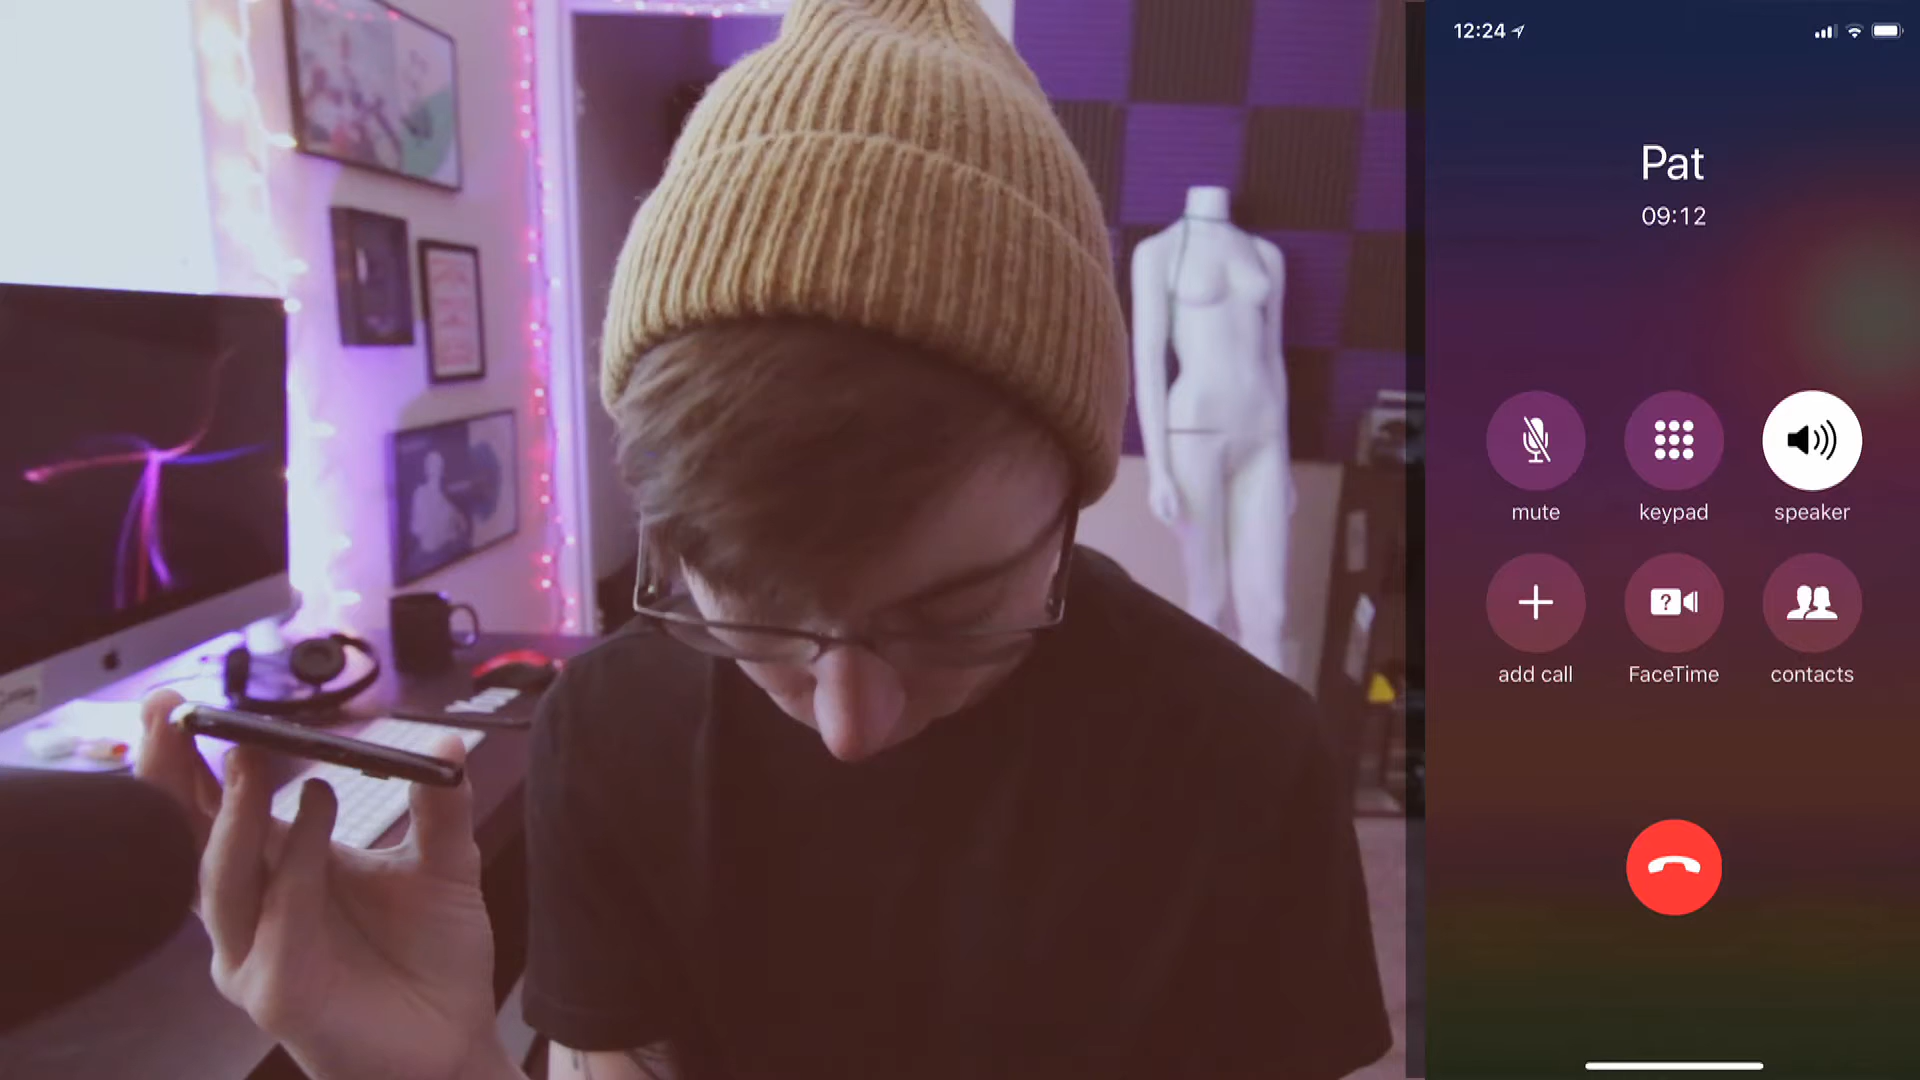 12:24
Pat
09:12
mute
keypad
speaker
add call
FaceTime
contacts